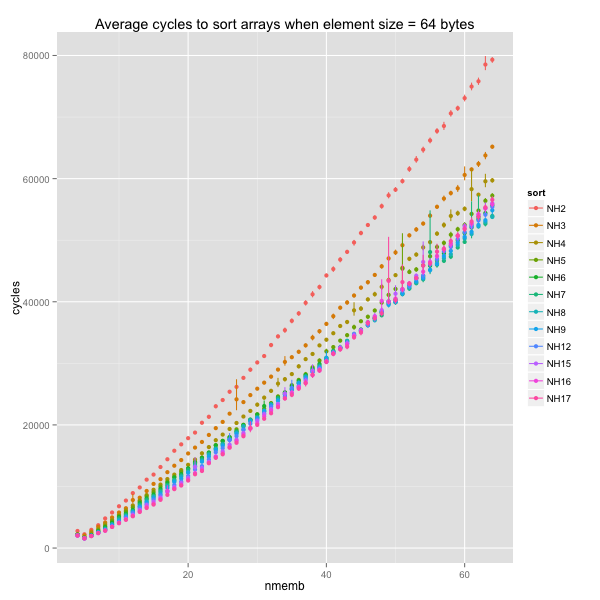 Average cycles to sort arrays when element size = 64 bytes
80000
60000
40000
20000
0
cycles
20
40
60
nmemb
sort
NH2
NH3
NH4
NH5
NH6
NH7
NH8
NH9
NH12
NH15
NH16
NH17